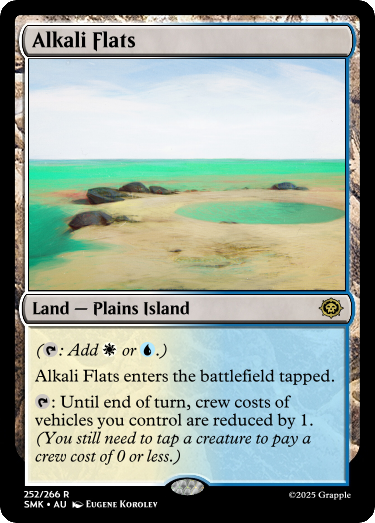 Alkali Flats
Land — Plains Island
(: Add or .)
Alkali Flats enters the battlefield tapped.
: Until end of turn, crew costs of
vehicles you control are reduced by 1.
(You still need to tap a creature to pay a
crew cost of 0 or less.)
252/266 R
SMK • AU Eugene Koroley
©2025 Grapple